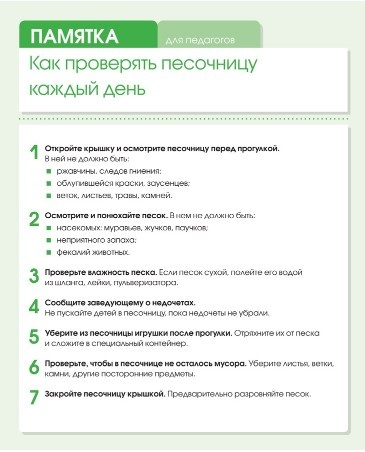 ПАМЯТКА
для педагогов
Как проверять песочницу
каждый день
1 Откройте крышку и осмотрите песочницу перед прогулкой.
В ней не должно быть:
ржавчины, следов гниения;
облупившейся краски, заусенцев;
веток, листьев, травы, камней.
2 Осмотрите и понюхайте песок. В нем не должно быть:
насекомых: муравьев, жучков, паучков;
неприятного запаха;
фекалий животных.
3 Проверьте влажность песка. Если песок сухой, полейте его водой
из шланга, лейки, пульвериатора.
4 Сообщите заведующему о недочетах.
Не пускайте детей в песочницу, пока недочеты не убрали.
5 Уберите из песочницы игрушки после прогулки. Отряхните их от песка
и сложите в специальный контейнер.
6 Проверьте, чтобы в песочнице не осталось мусора. Уберите листья, ветки,
камни, другие посторонние предметы.
7 Закройте песочницу крышкой. Предварительно разровняйте песок.